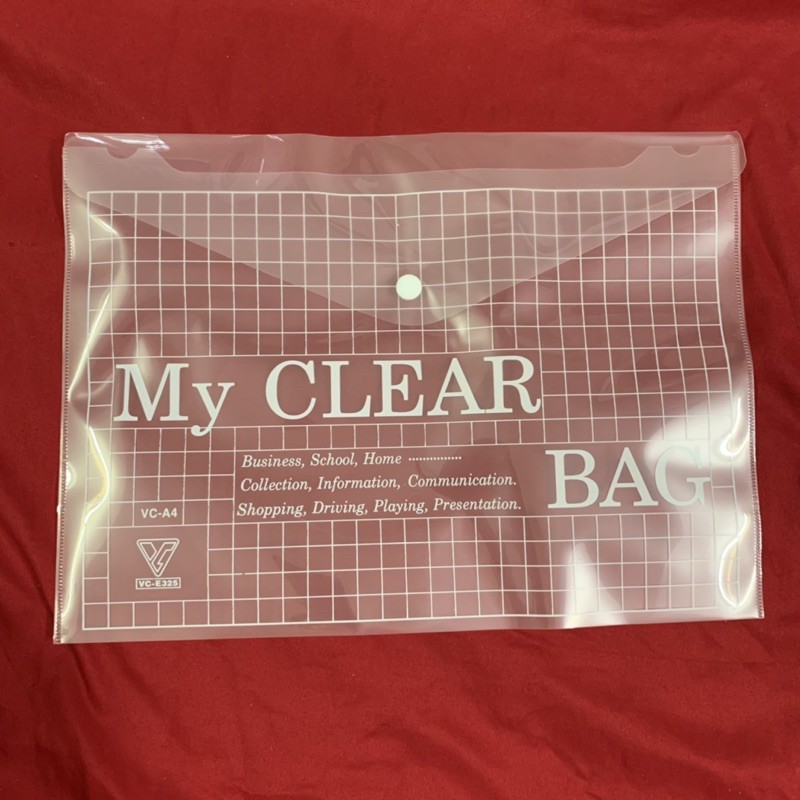 My CLEAR
BAG
Business, School, Home ················
Collection, Information, Communication.
Shopping, Driving, Playing, Presentation.
VC-A4
VC-E325